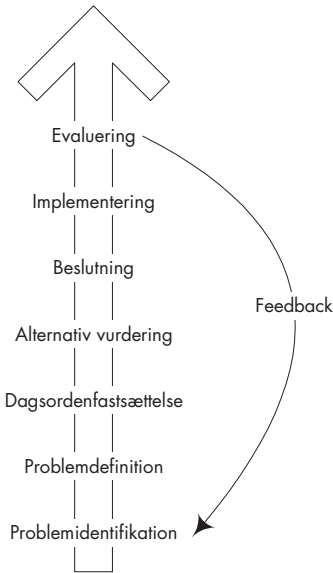 Evaluering
Implementering
Beslutning
Feedback
Alternativ vurdering
Dagsordenfastsættelse
Problemdefinition
Problemidentifikation